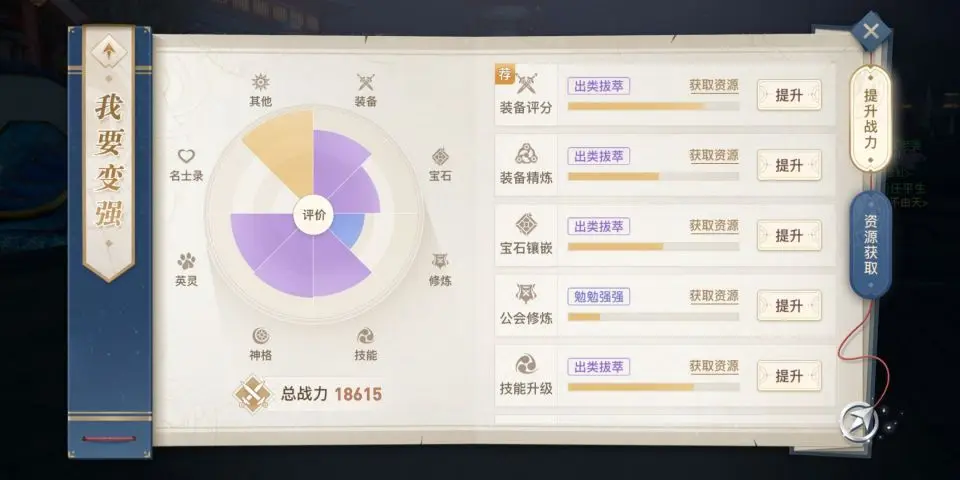 我要变强
其他
装备
名士录
宝石
评价
英灵
修炼
神格
技能
总战力 18615
荐
装备评分
出类拔萃
获取资源
提升
装备精炼
出类拔萃
获取资源
提升
宝石镶嵌
出类拔萃
获取资源
提升
公会修炼
勉勉强强
获取资源
提升
技能升级
出类拔萃
获取资源
提升
提升战力
资源获取